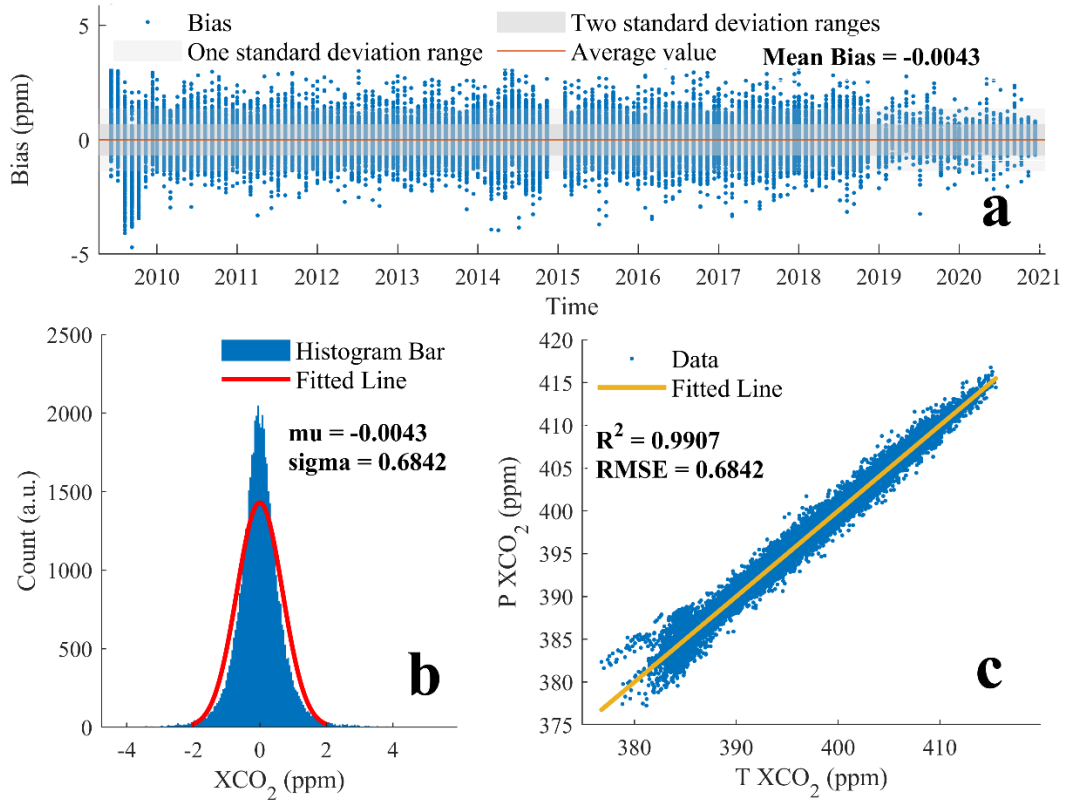 Bias
Two standard deviation ranges
One standard deviation range
Average value
Mean Bias = -0.0043
5
0
-5
Bias (ppm)
a
2010 2011 2012 2013 2014 2015 2016 2017 2018 2019 2020 2021
Time
2500
2000
1500
1000
500
0
Count (a.u.)
Histogram Bar
Fitted Line
mu = -0.0043
sigma = 0.6842
b
-4 -2 0 2 4
XCO₂ (ppm)
420
415
410
405
400
395
390
385
380
375
P XCO₂ (ppm)
Data
Fitted Line
R² = 0.9907
RMSE = 0.6842
c
380 390 400 410
T XCO₂ (ppm)